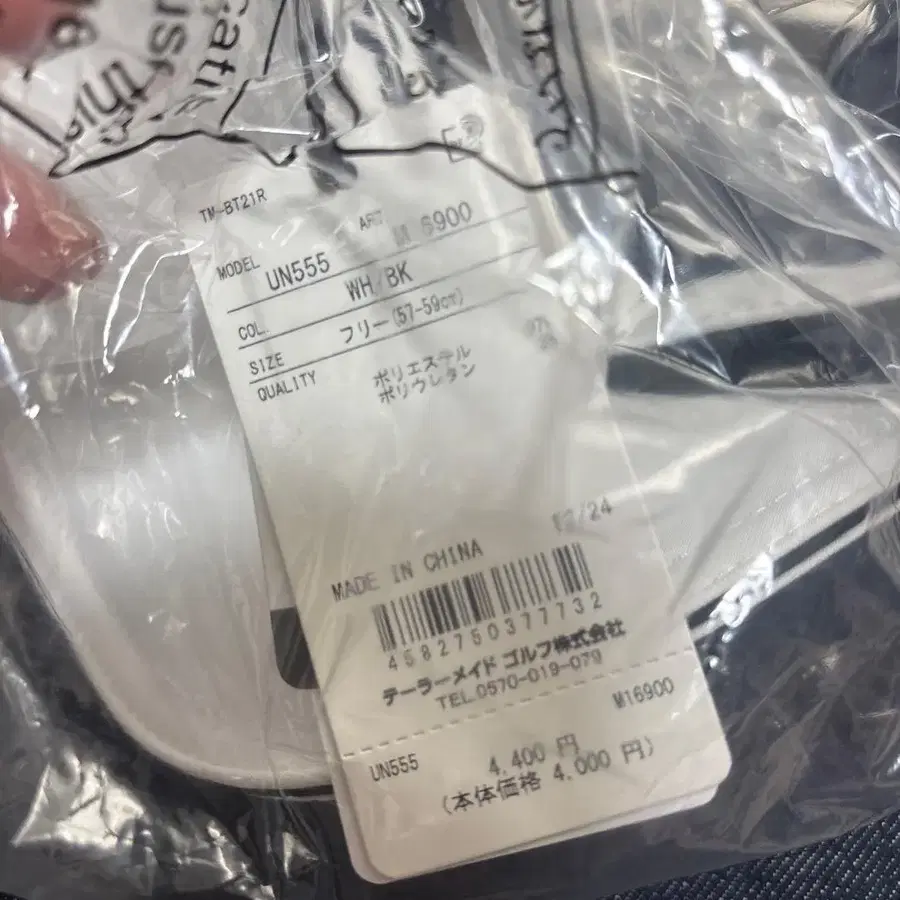 this
TM-BT21R
MODEL UN555 ART M 6900
COL. WH/BK
SIZE フリー(57-59cm)
QUALITY ポリエステル
ポリウレタン
/24
MADE IN CHINA
4582750377732
テーラーメイド ゴルフ株式会社
TEL.0570-019-079
M16900
UN555 4,400 円
(本体価格 4,000 円)